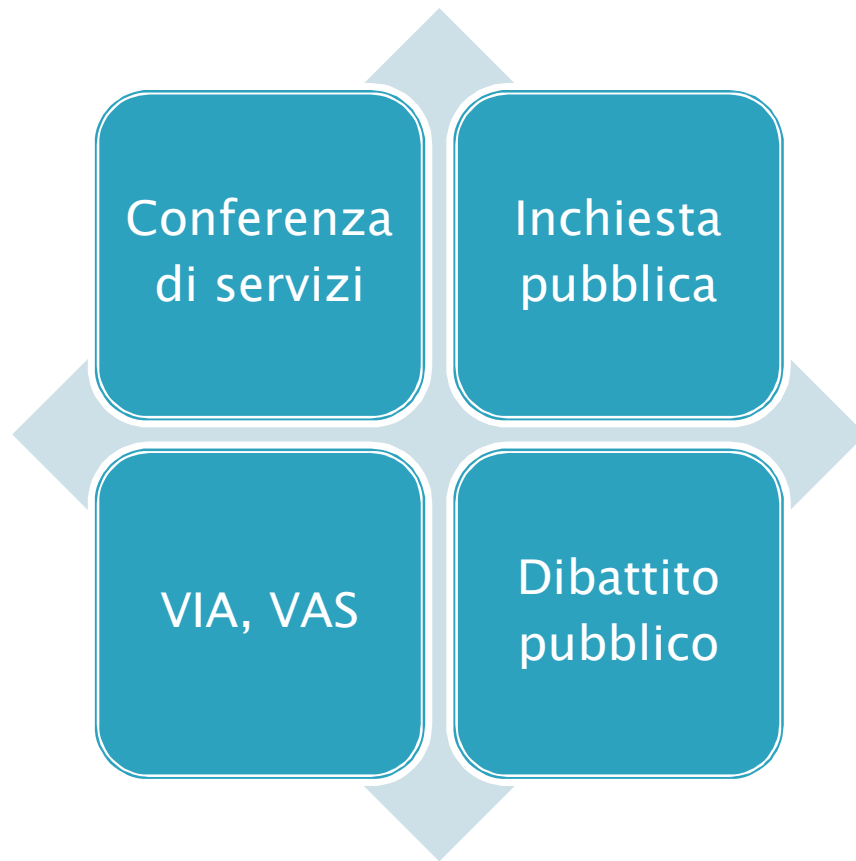 Conferenza
di servizi
Inchiesta
pubblica
VIA, VAS
Dibattito
pubblico